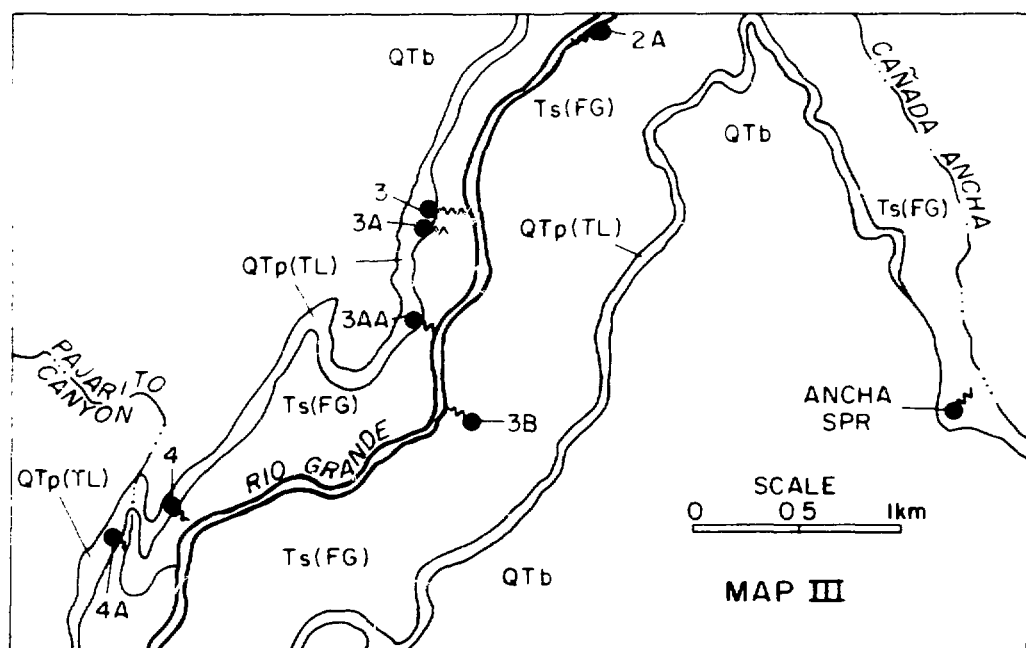 2A
QTb
CAÑADA ANCHA
Ts(FG)
QTb
3
3A
Ts(FG)
QTp(TL)
QTp(TL)
3AA
PAJARITO
CANYON
ANCHA
SPR
Ts(FG)
3B
RIO GRANDE
4
QTp(TL)
SCALE
0 0 5 1km
Ts(FG)
QTb
MAP III
4A